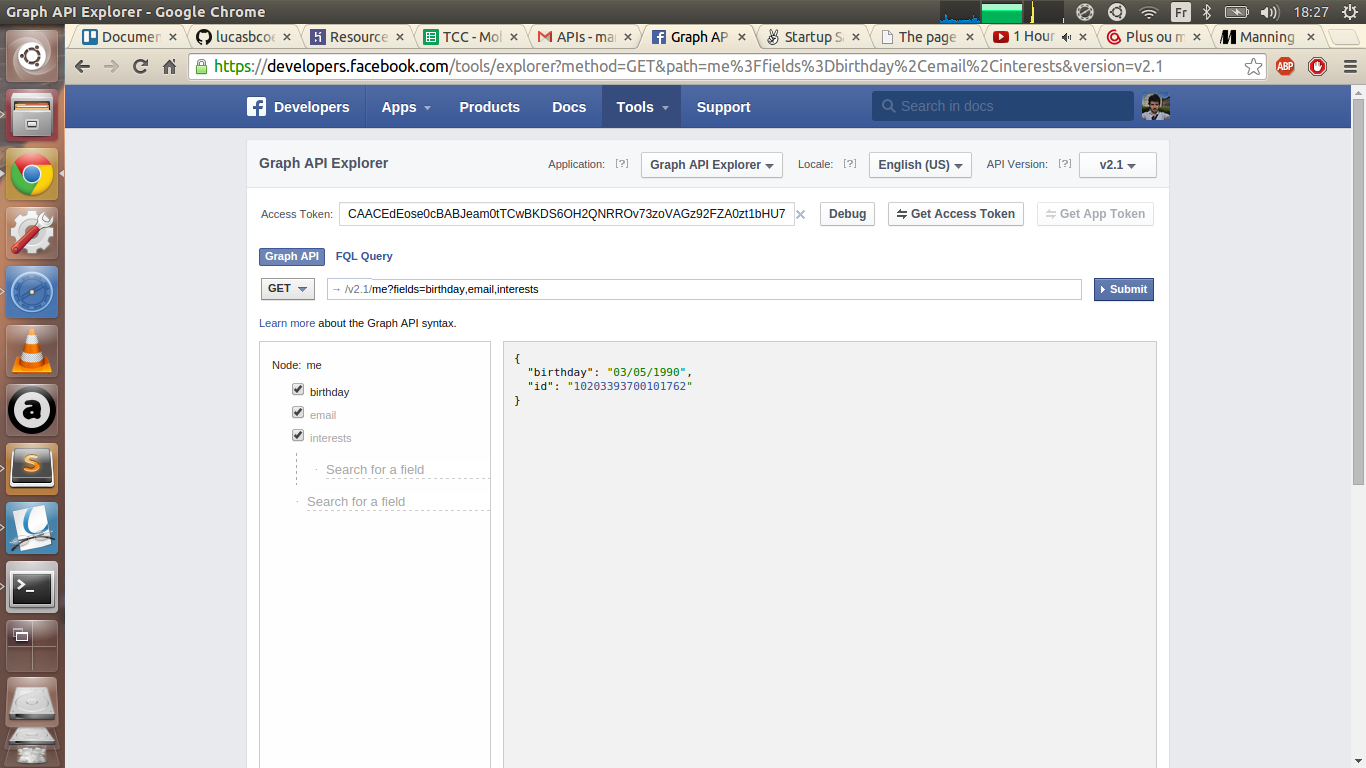 Graph API Explorer - Google Chrome
Fr
18:27
Documen
lucasbcoe
Resource
TCC - Mol
APIs - ma
Graph AP
Startup S
The page
1 Hour
Plus ou m
Manning
https://developers.facebook.com/tools/explorer?method=GET&path=me%3Ffields%3Dbirthday%2Cemail%2Cinterests&version=v2.1
ABP
Developers
Apps
Products
Docs
Tools
Support
Search in docs
Graph API Explorer
Application: [?]
Graph API Explorer
Locale: [?]
English (US)
API Version: [?]
v2.1
Access Token:
CAACEdEose0cBABJeam0tTCwBKDS6OH2QNRROv73zoVAGz92FZA0zt1bHU7
Debug
Get Access Token
Get App Token
Graph API
FQL Query
GET
→ /v2.1/me?fields=birthday,email,interests
Submit
Learn more about the Graph API syntax.
Node: me
birthday
email
interests
Search for a field
Search for a field
{
"birthday": "03/05/1990",
"id": "10203393700101762"
}